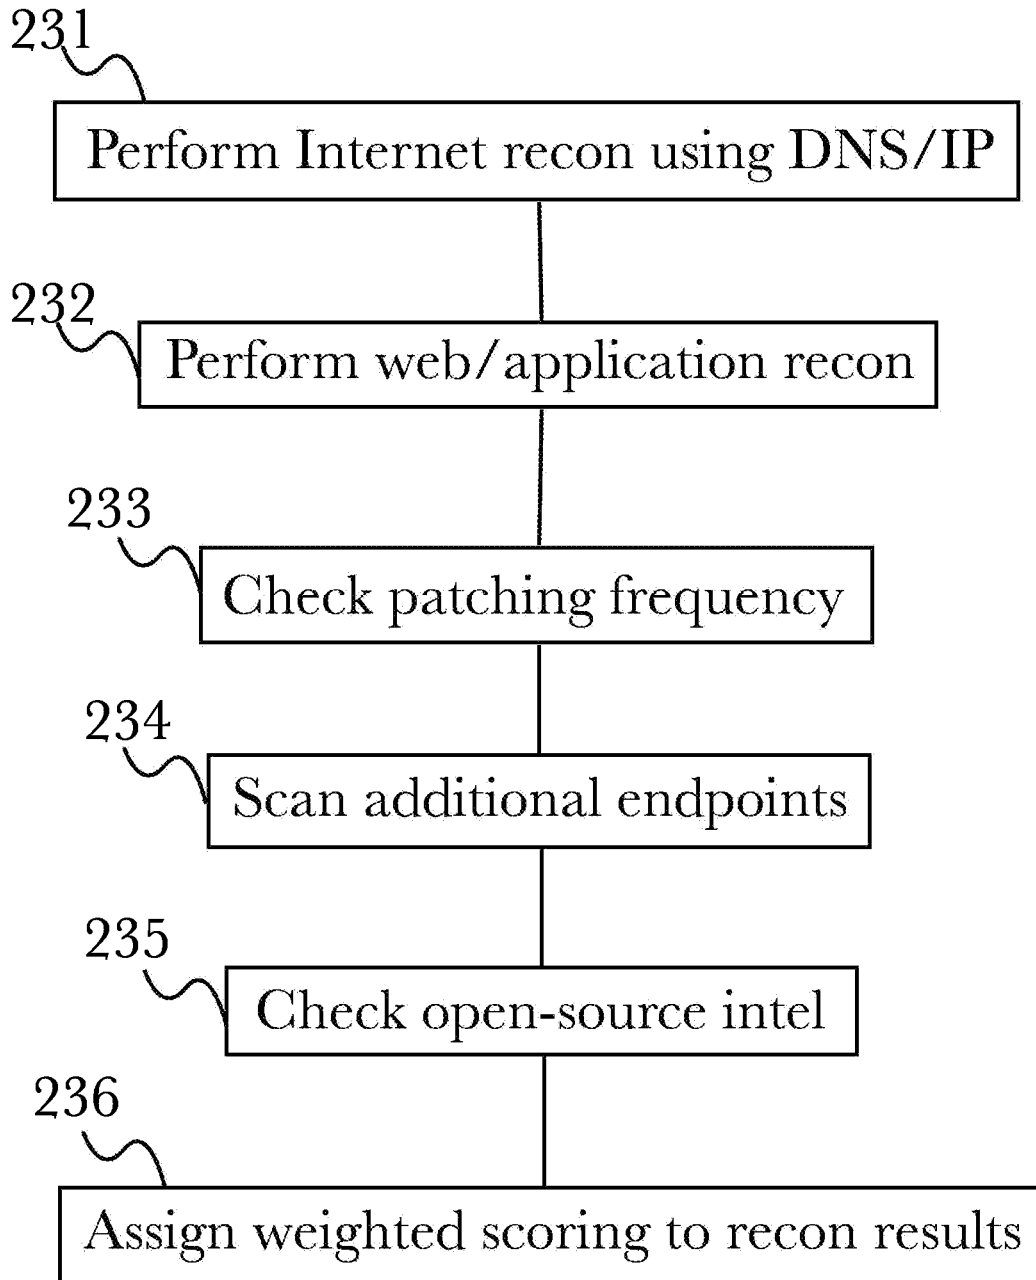 231
Perform Internet recon using DNS/IP
232
Perform web/application recon
233
Check patching frequency
234
Scan additional endpoints
235
Check open-source intel
236
Assign weighted scoring to recon results